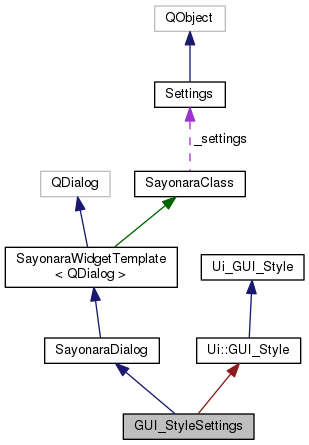 QObject
Settings
_settings
QDialog
SayonaraClass
SayonaraWidgetTemplate
< QDialog >
Ui_GUI_Style
SayonaraDialog
Ui::GUI_Style
GUI_StyleSettings